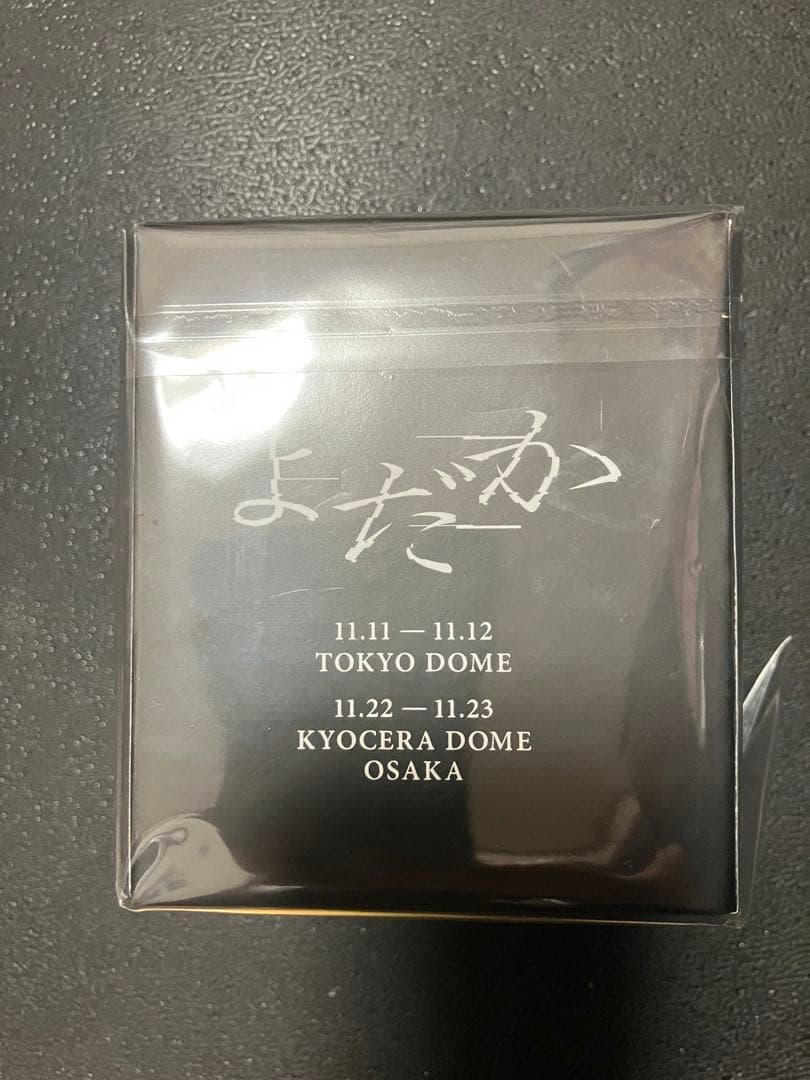 よだか
11.11 — 11.12
TOKYO DOME
11.22 — 11.23
KYOCERA DOME
OSAKA